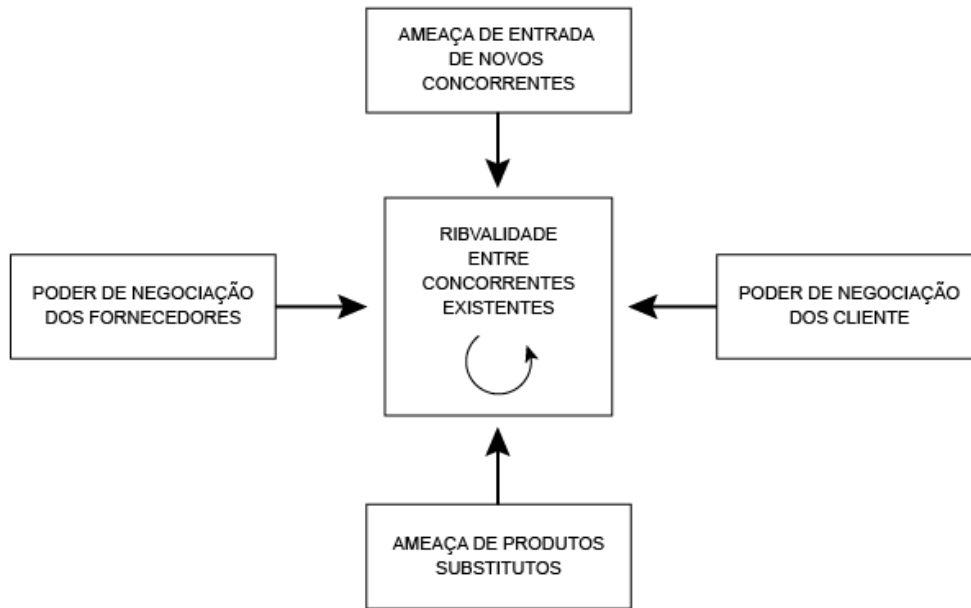 AMEAÇA DE ENTRADA
DE NOVOS
CONCORRENTES
RIBVALIDADE
ENTRE
CONCORRENTES
EXISTENTES
PODER DE NEGOCIAÇÃO
DOS FORNECEDORES
PODER DE NEGOCIAÇÃO
DOS CLIENTE
AMEAÇA DE PRODUTOS
SUBSTITUTOS